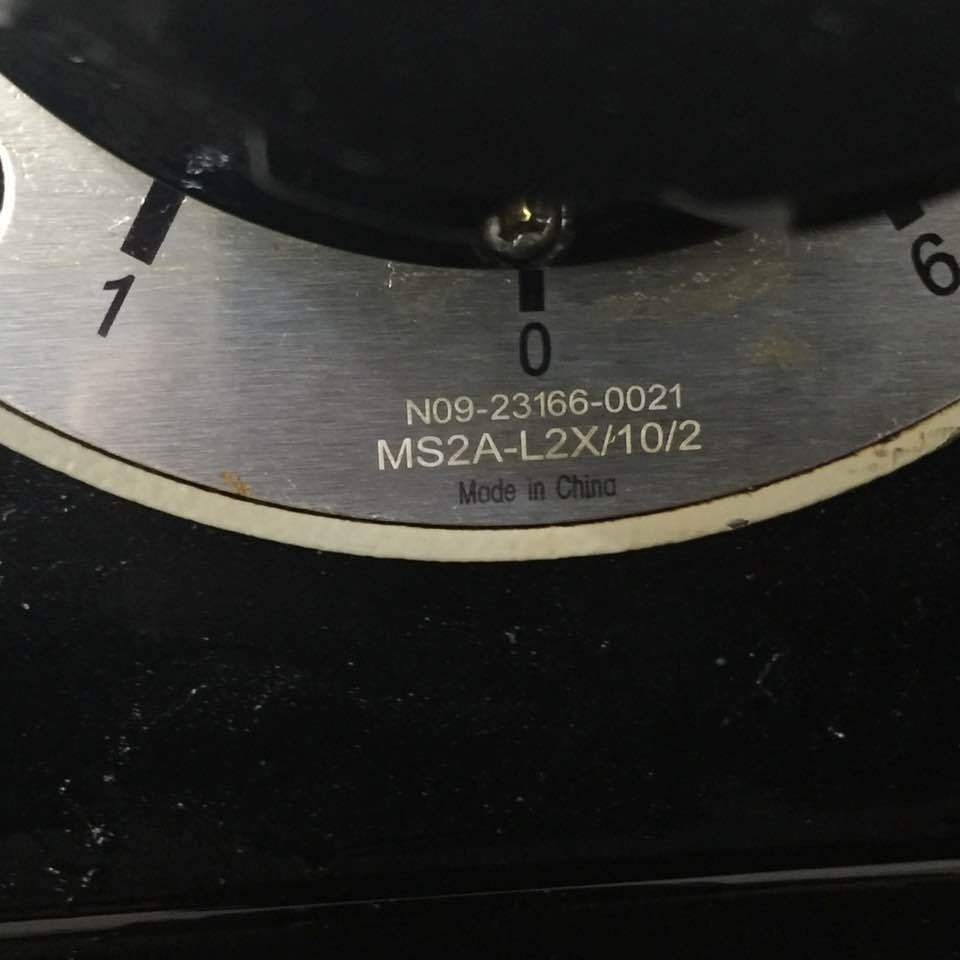 1
0
6
N09-23166-0021
MS2A-L2X/10/2
Made in China